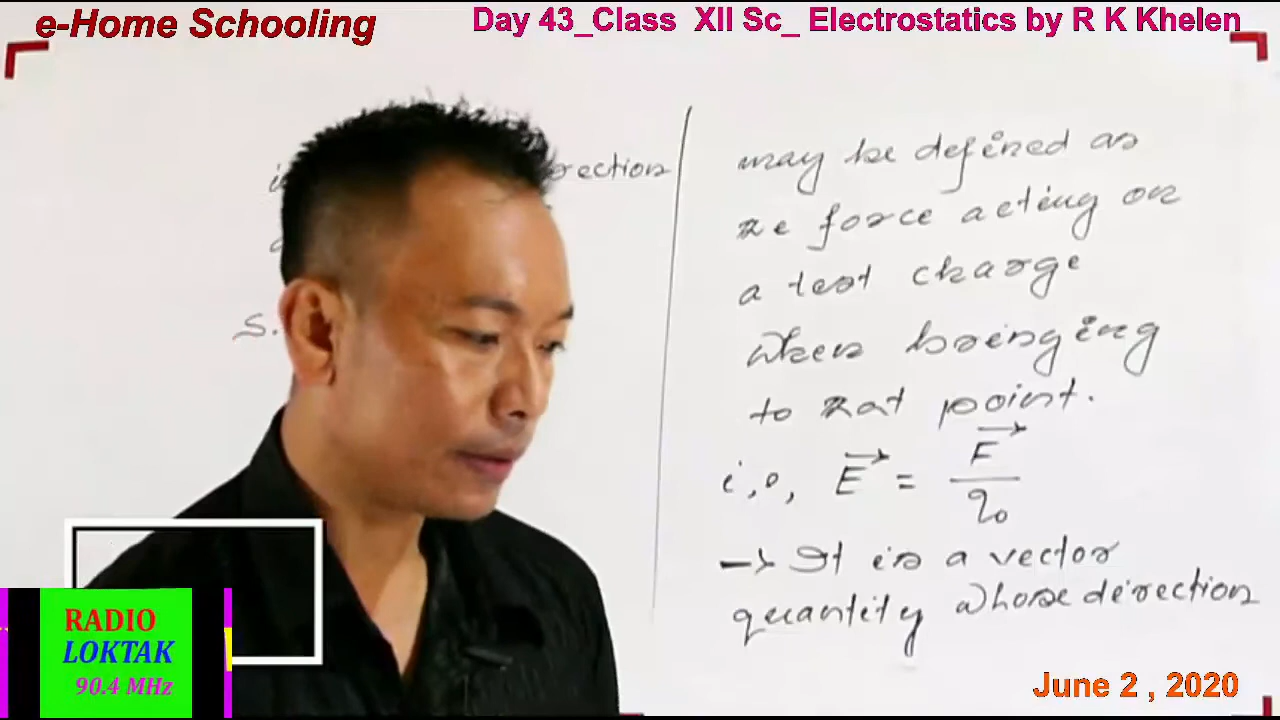 e-Home Schooling
Day 43_Class XII Sc_ Electrostatics by R K Khelen
rection
S.
may be defined as
the force acting on
a test charge
when bringing
to that point.
i,e, E = F
q0
→ It is a vector
quantity whose direction
RADIO
LOKTAK
90.4 MHz
June 2 , 2020